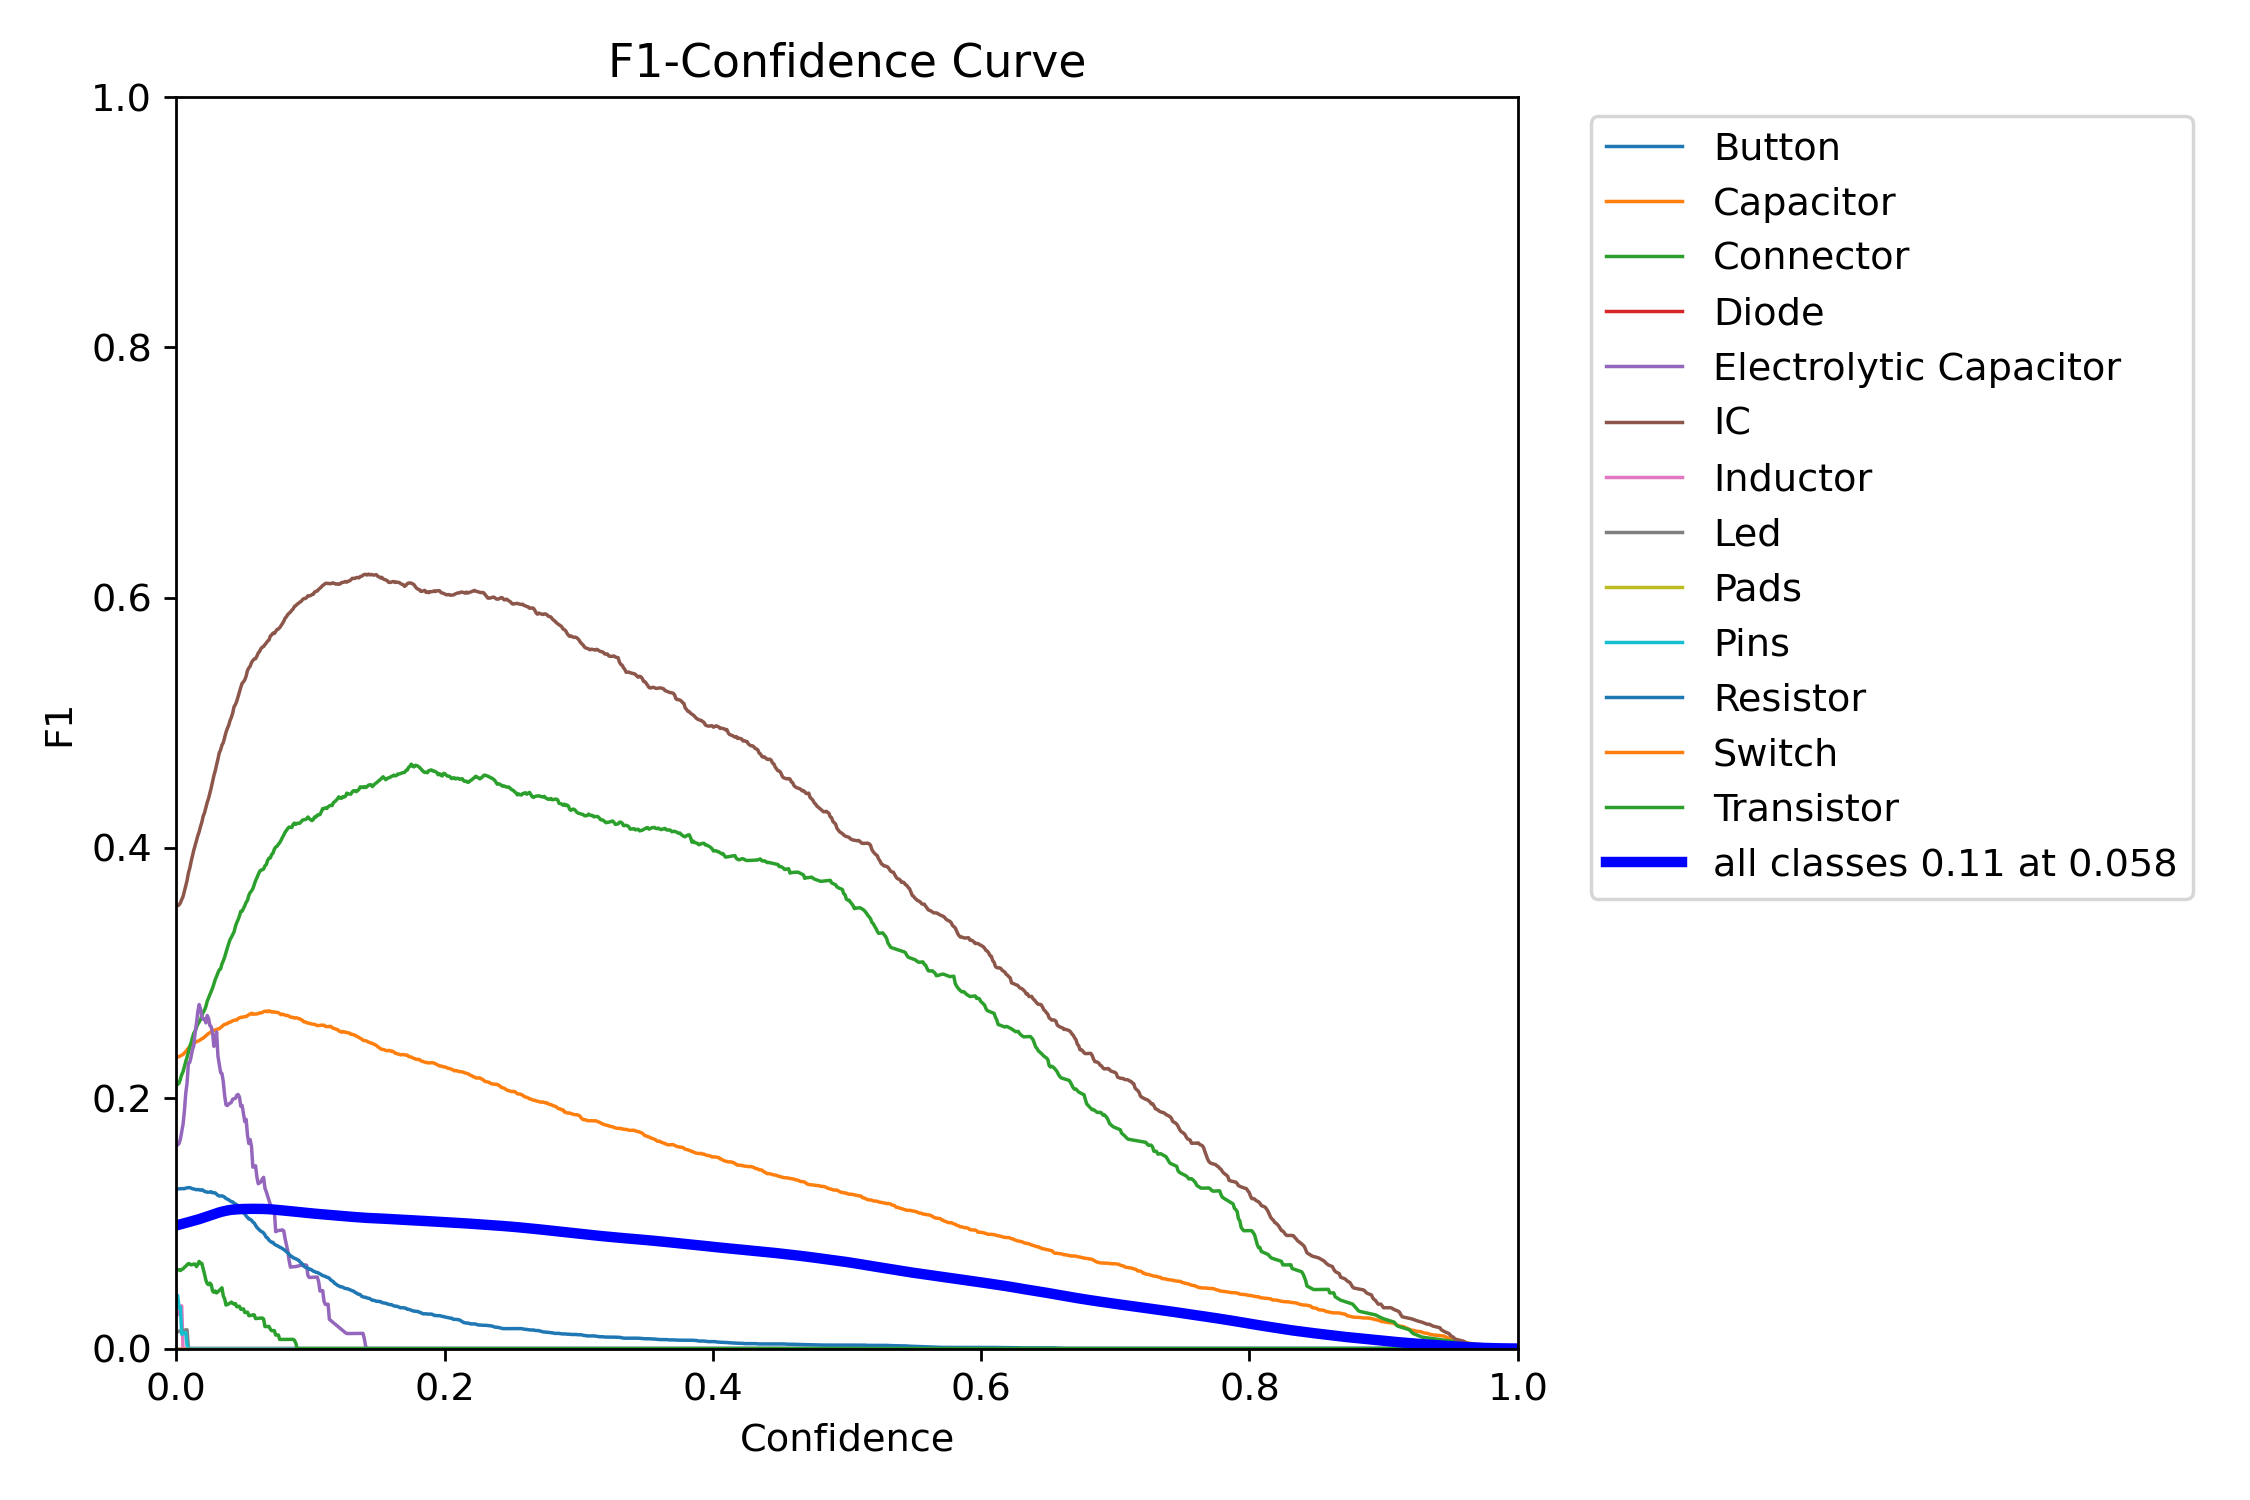 F1-Confidence Curve
1.0
0.8
0.6
0.4
0.2
0.0
F1
0.0 0.2 0.4 0.6 0.8 1.0
Confidence
Button
Capacitor
Connector
Diode
Electrolytic Capacitor
IC
Inductor
Led
Pads
Pins
Resistor
Switch
Transistor
all classes 0.11 at 0.058